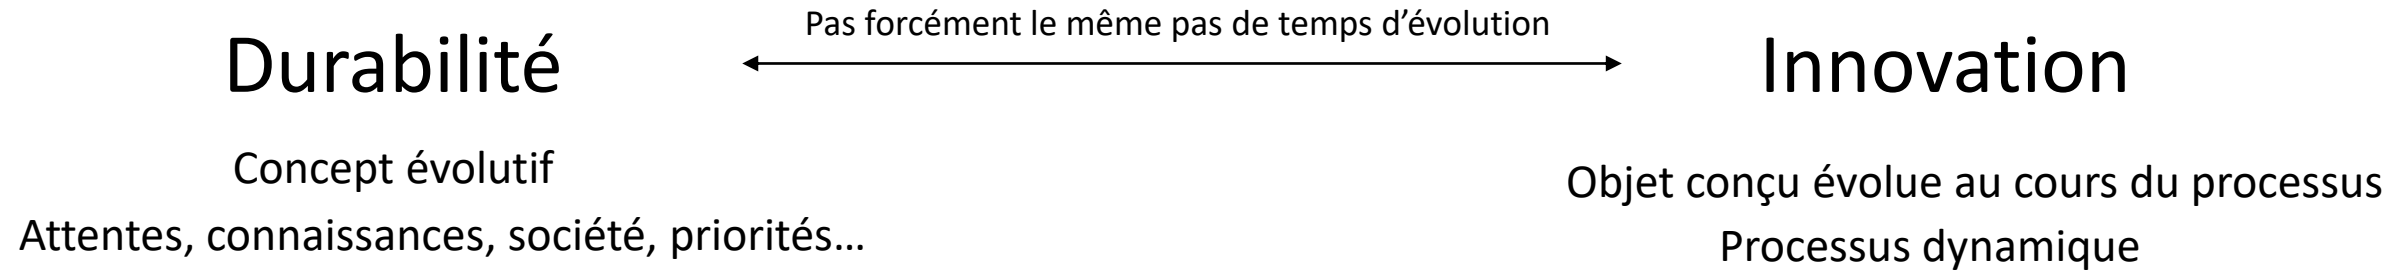 Pas forcément le même pas de temps d’évolution
Durabilité
Innovation
Concept évolutif
Attentes, connaissances, société, priorités…
Objet conçu évolue au cours du processus
Processus dynamique